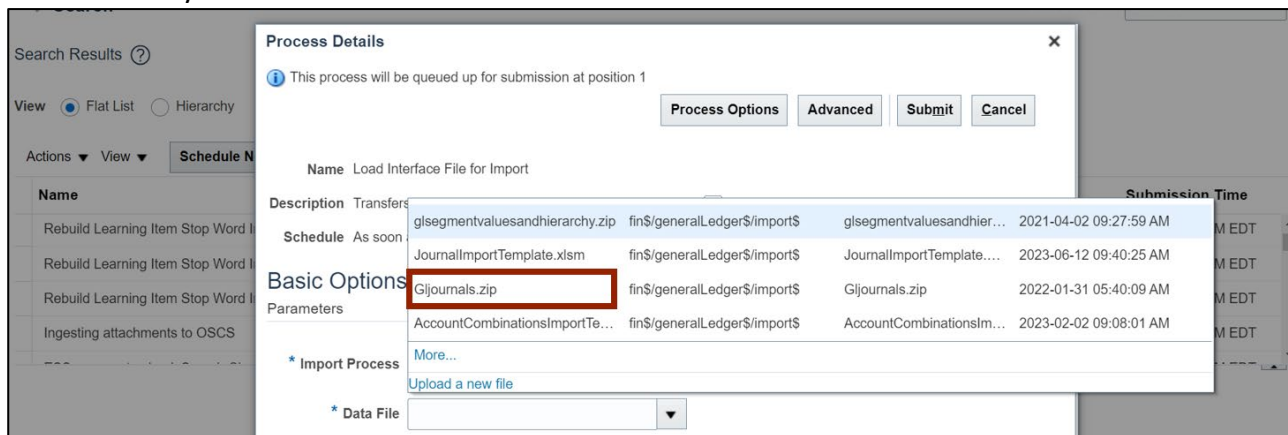 Search Results ?
Process Details
This process will be queued up for submission at position 1
View Flat List Hierarchy
Process Options Advanced Submit Cancel
Actions View Schedule N
Name Load Interface File for Import
Name Submission Time
Description Transfers
Rebuild Learning Item Stop Word I M EDT
glsegmentvaluesandhierarchy.zip fin$/generalLedger$/import$ glsegmentvaluesandhier... 2021-04-02 09:27:59 AM
Schedule As soon
Rebuild Learning Item Stop Word I M EDT
JournalImportTemplate.xlsm fin$/generalLedger$/import$ JournalImportTemplate.... 2023-06-12 09:40:25 AM
Basic Options
Rebuild Learning Item Stop Word I M EDT
Gljournals.zip fin$/generalLedger$/import$ Gljournals.zip 2022-01-31 05:40:09 AM
Parameters
Ingesting attachments to OSCS M EDT
AccountCombinationsImportTe... fin$/generalLedger$/import$ AccountCombinationsIm... 2023-02-02 09:08:01 AM
* Import Process
More...
Upload a new file
* Data File